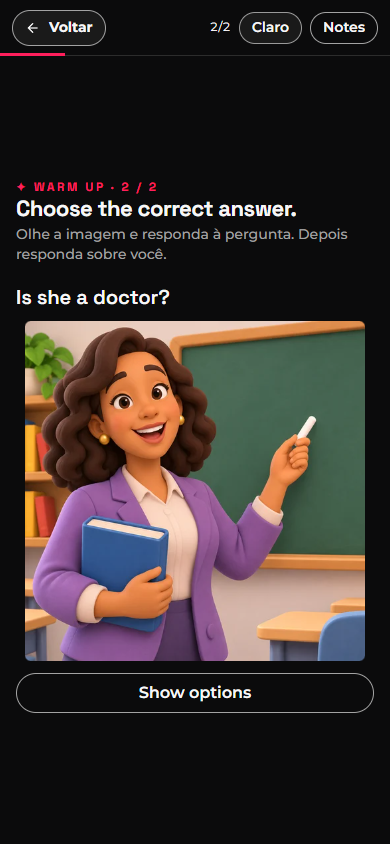 ← Voltar
2/2
Claro
Notes
✦ WARM UP · 2 / 2
Choose the correct answer.
Olhe a imagem e responda à pergunta. Depois
responda sobre você.
Is she a doctor?
Show options